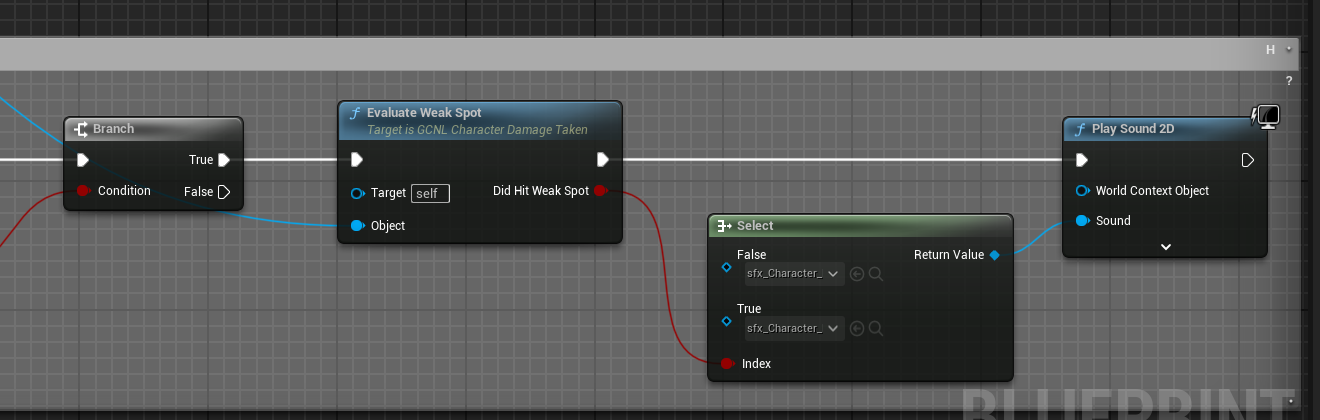 H
?
Branch
True
Condition
False
Evaluate Weak Spot
Target is GCNL Character Damage Taken
Target self
Did Hit Weak Spot
Object
Select
False
sfx_Character_
Return Value
True
sfx_Character_
Index
Play Sound 2D
World Context Object
Sound
BLUEPRINT